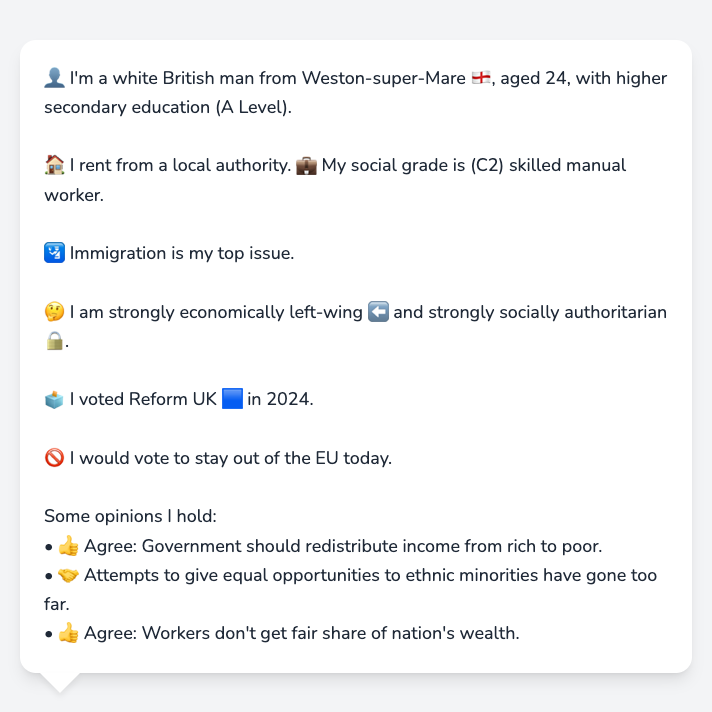 👤 I'm a white British man from Weston-super-Mare 🏴󠁧󠁢󠁥󠁮󠁧󠁿, aged 24, with higher
secondary education (A Level).
🏠 I rent from a local authority. 💼 My social grade is (C2) skilled manual
worker.
🛂 Immigration is my top issue.
🤔 I am strongly economically left-wing ⬅️ and strongly socially authoritarian
🔒.
🗳️ I voted Reform UK 🟦 in 2024.
🚫 I would vote to stay out of the EU today.
Some opinions I hold:
• 👍 Agree: Government should redistribute income from rich to poor.
• 🤝 Attempts to give equal opportunities to ethnic minorities have gone too
far.
• 👍 Agree: Workers don't get fair share of nation's wealth.